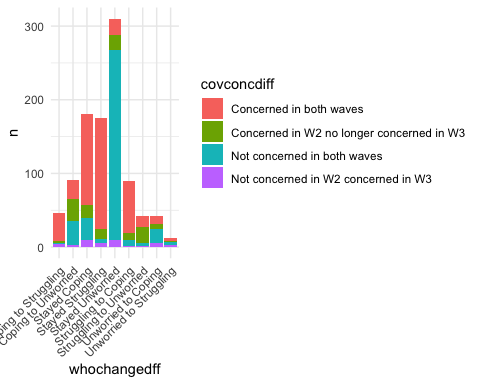 300
200
100
0
n
covconcdiff
Concerned in both waves
Concerned in W2 no longer concerned in W3
Not concerned in both waves
Not concerned in W2 concerned in W3
to Struggling
Coping to Unworried
Stayed Coping
Stayed Struggling
Stayed Unworried
Struggling to Coping
Struggling to Unworried
Unworried to Coping
Unworried to Struggling
whochangedff